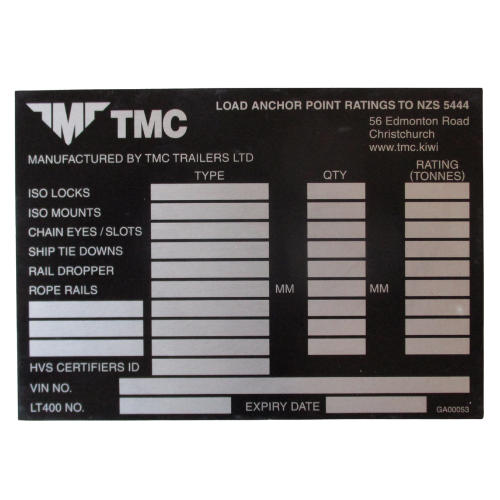 TMC
LOAD ANCHOR POINT RATINGS TO NZS 5444
56 Edmonton Road
Christchurch
www.tmc.kiwi
MANUFACTURED BY TMC TRAILERS LTD
TYPE QTY RATING (TONNES)
ISO LOCKS
ISO MOUNTS
CHAIN EYES / SLOTS
SHIP TIE DOWNS
RAIL DROPPER
ROPE RAILS MM MM
HVS CERTIFIERS ID
VIN NO.
LT400 NO. EXPIRY DATE GA00053